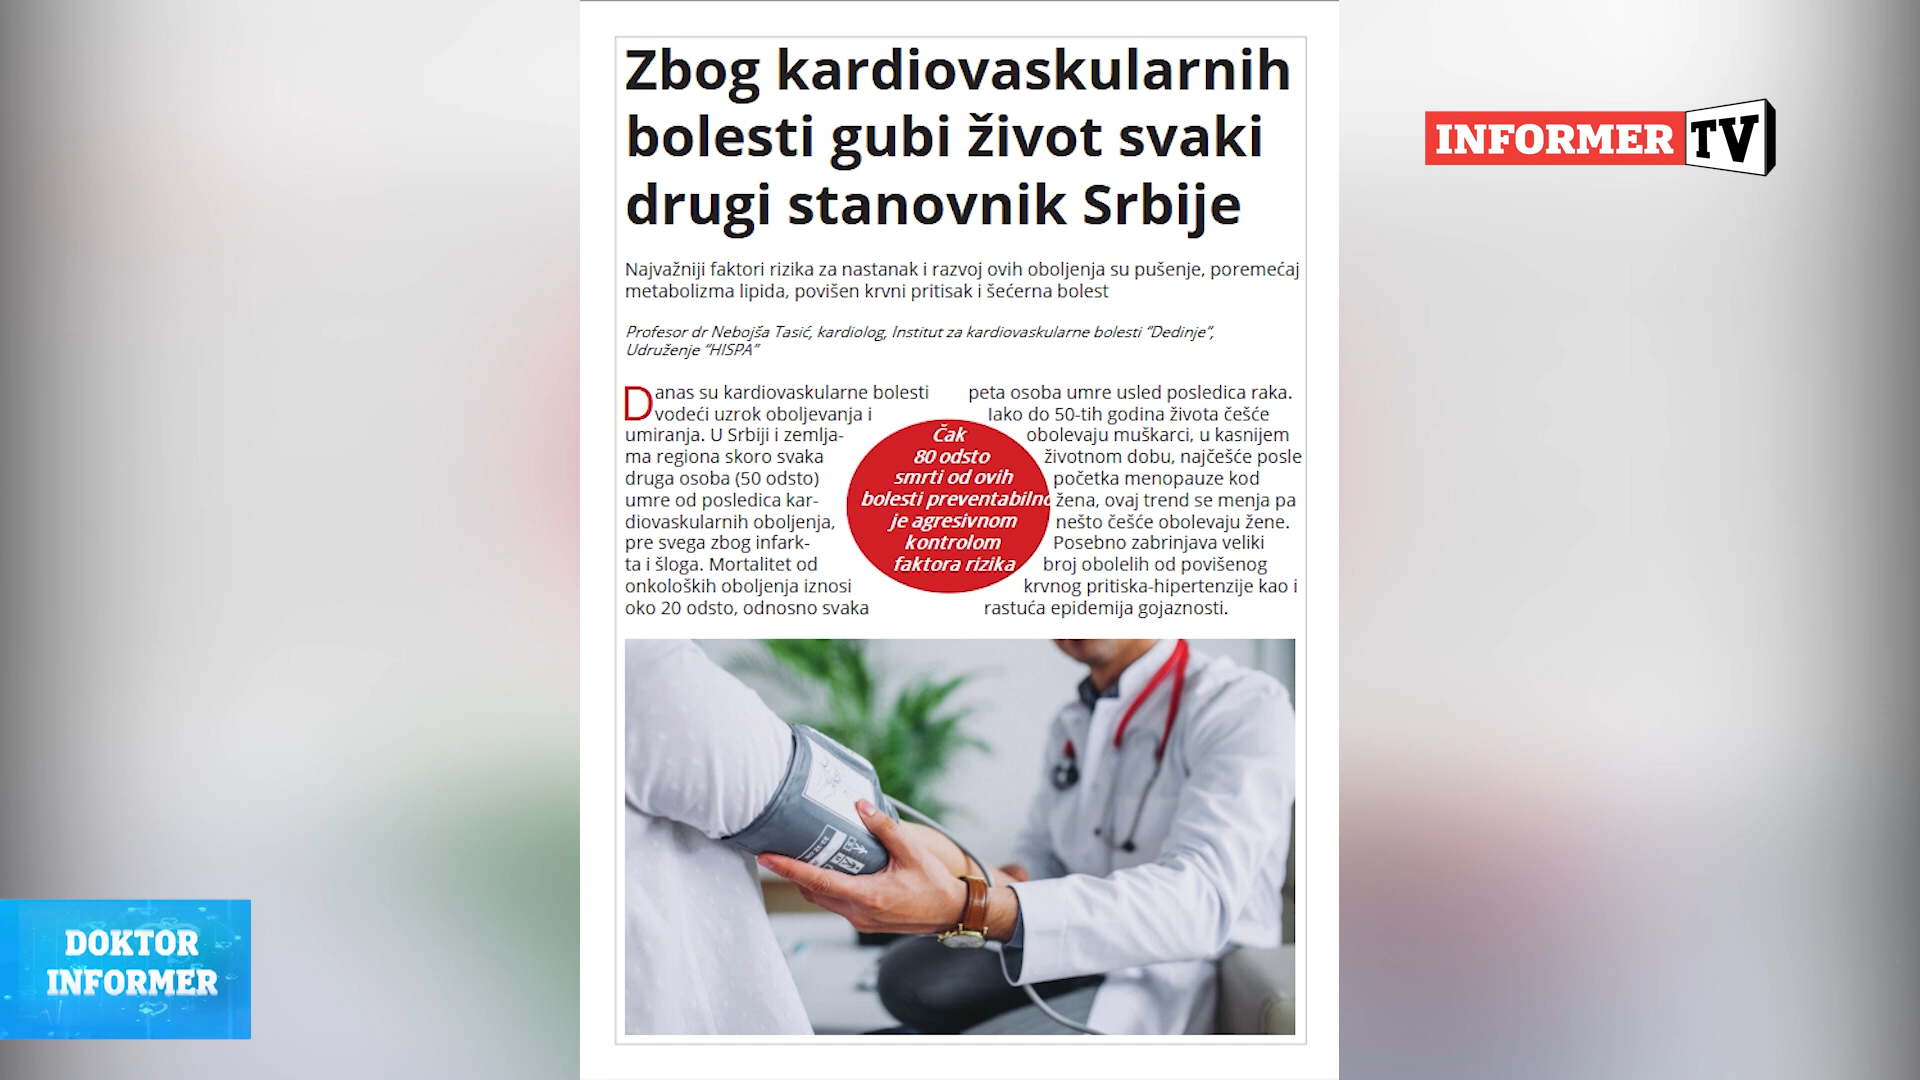 Zbog kardiovaskularnih
bolesti gubi život svaki
drugi stanovnik Srbije
Najvažniji faktori rizika za nastanak i razvoj ovih oboljenja su pušenje, poremećaj
metabolizma lipida, povišen krvni pritisak i šećerna bolest
Profesor dr Nebojša Tasić, kardiolog, Institut za kardiovaskularne bolesti “Dedinje”,
Udruženje “HISPA”
Danas su kardiovaskularne bolesti
vodeći uzrok oboljevanja i
umiranja. U Srbiji i zemlja-
ma regiona skoro svaka
druga osoba (50 odsto)
umre od posledica kar-
diovaskularnih oboljenja,
pre svega zbog infark-
ta i šloga. Mortalitet od
onkoloških oboljenja iznosi
oko 20 odsto, odnosno svaka
peta osoba umre usled posledica raka.
Iako do 50-tih godina života češće
obolevaju muškarci, u kasnijem
životnom dobu, najčešće posle
početka menopauze kod
žena, ovaj trend se menja pa
nešto češće obolevaju žene.
Posebno zabrinjava veliki
broj obolelih od povišenog
krvnog pritiska-hipertenzije kao i
rastuća epidemija gojaznosti.
Čak
80 odsto
smrti od ovih
bolesti preventabilno
je agresivnom
kontrolom
faktora rizika
INFORMER TV
DOKTOR
INFORMER